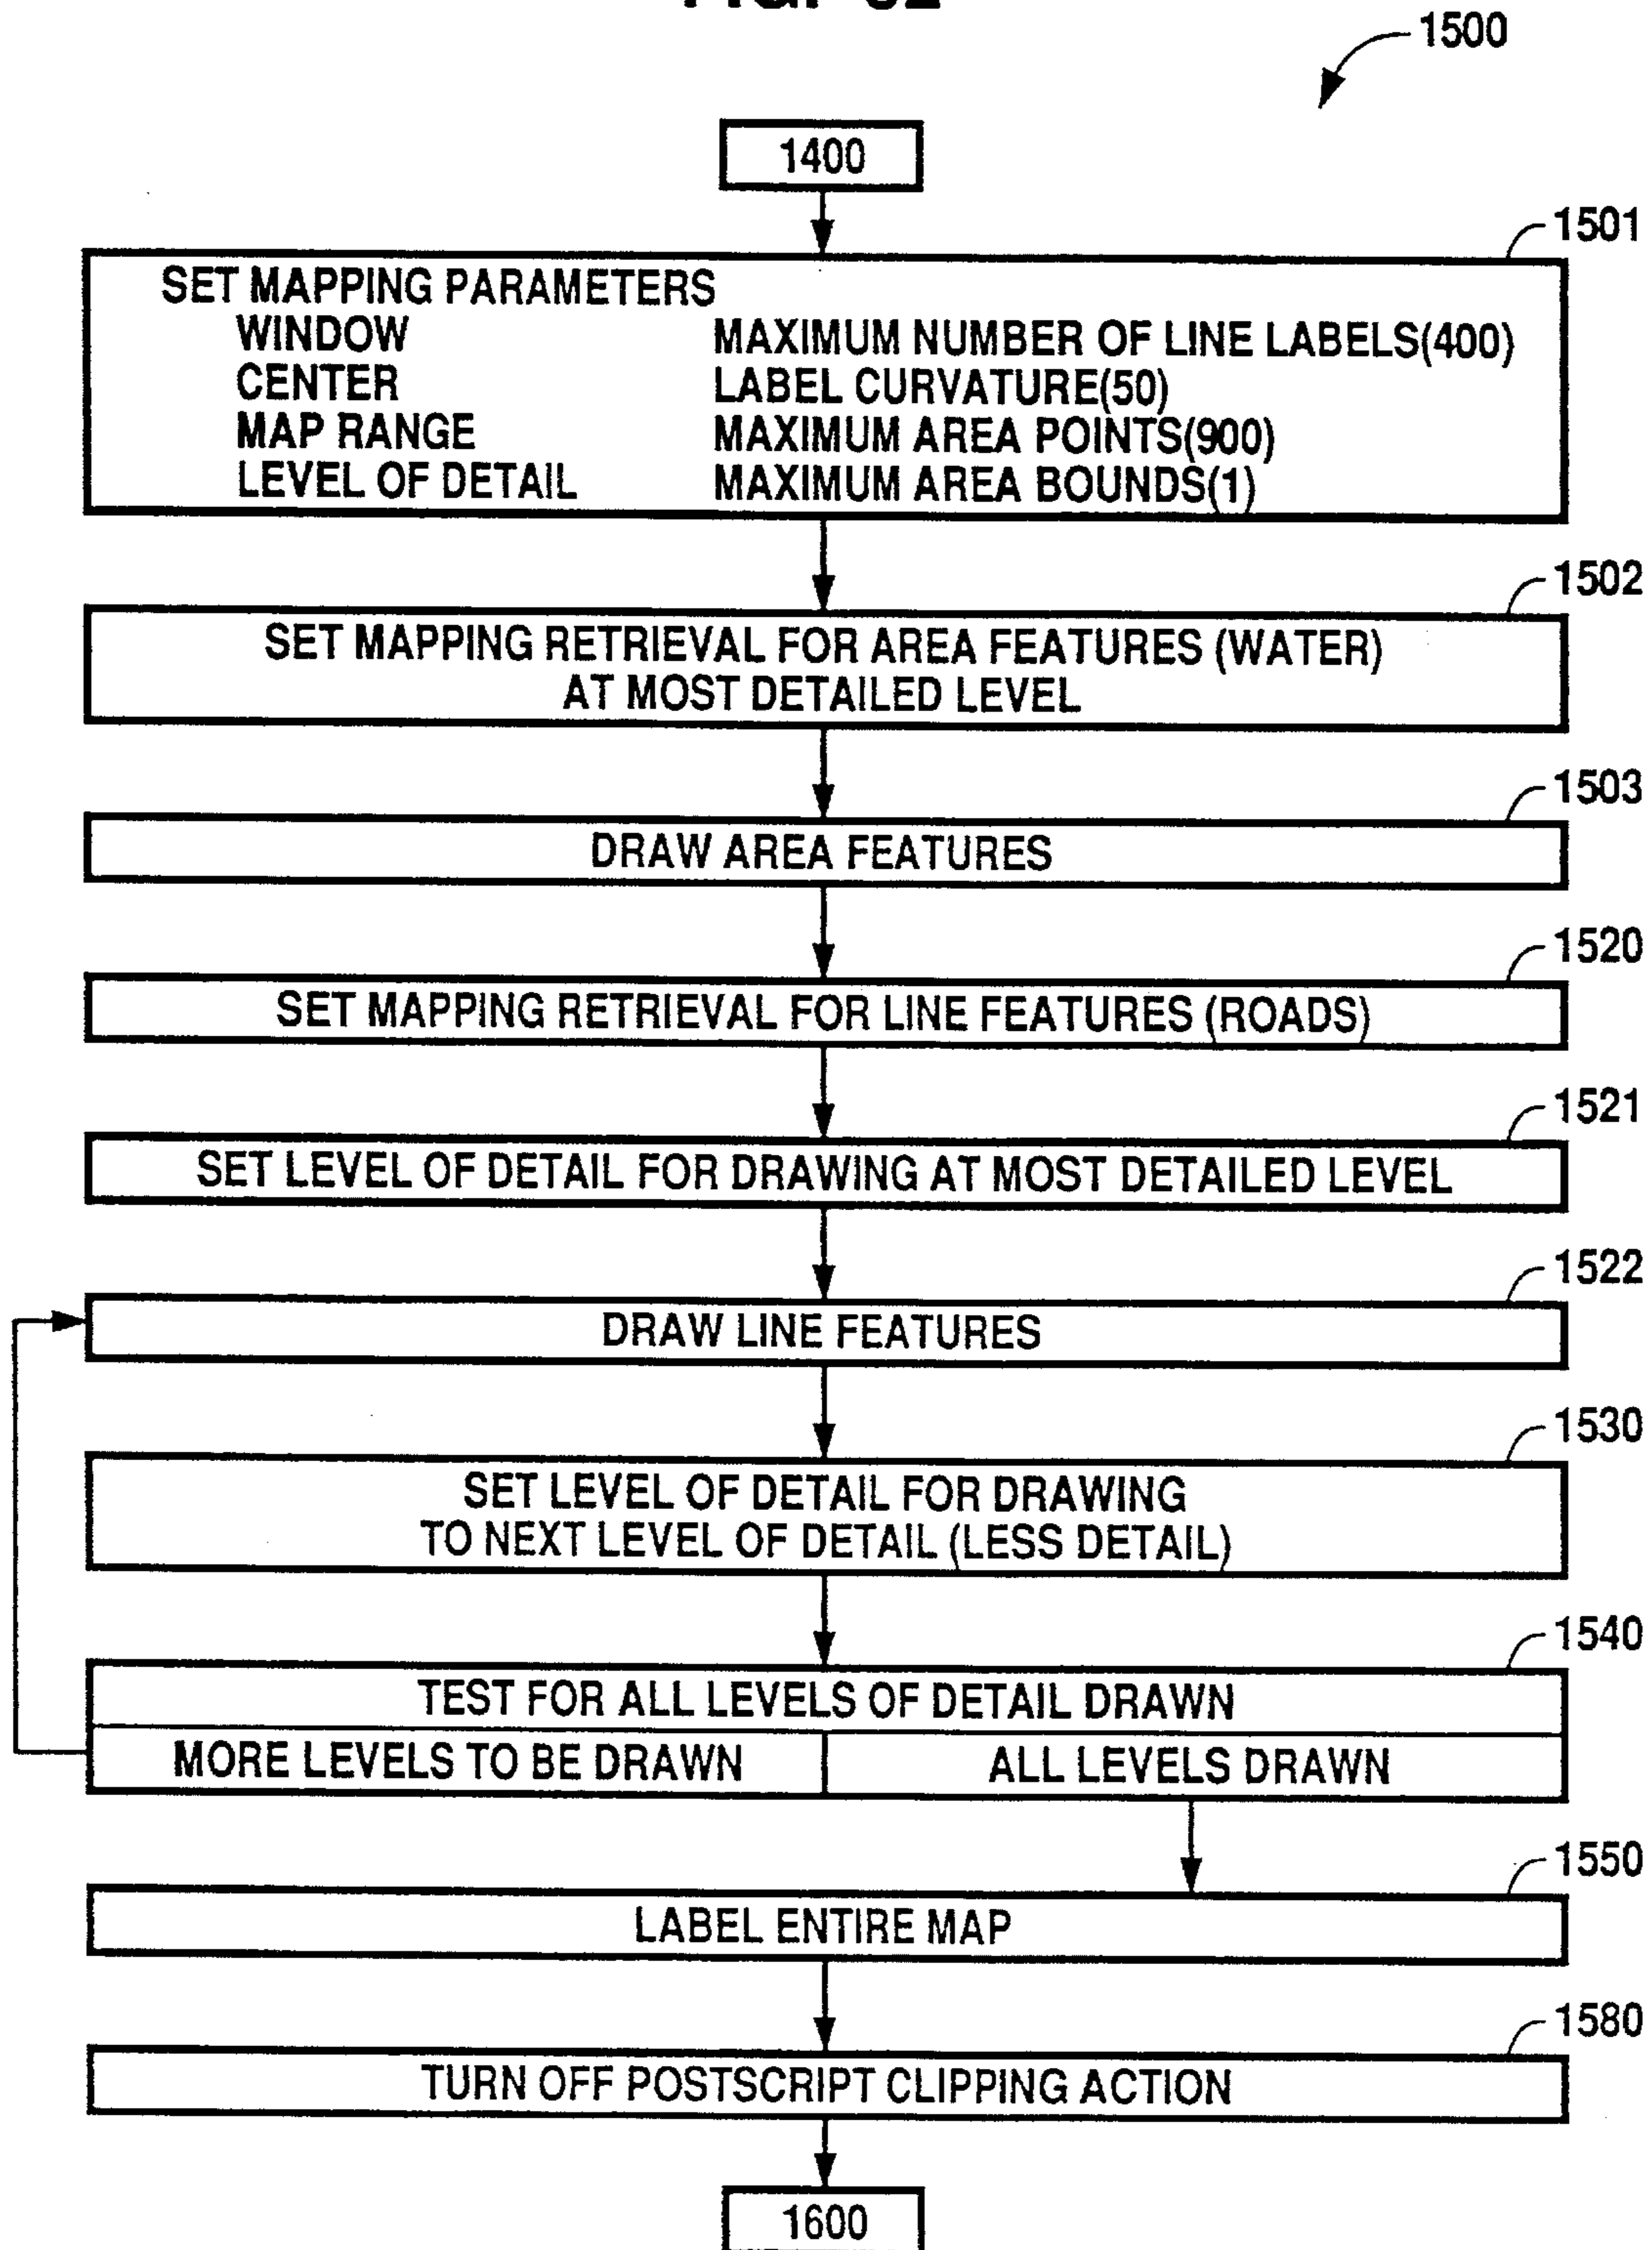 1500
1400
1501
SET MAPPING PARAMETERS
WINDOW MAXIMUM NUMBER OF LINE LABELS(400)
CENTER LABEL CURVATURE(50)
MAP RANGE MAXIMUM AREA POINTS(900)
LEVEL OF DETAIL MAXIMUM AREA BOUNDS(1)
1502
SET MAPPING RETRIEVAL FOR AREA FEATURES (WATER)
AT MOST DETAILED LEVEL
1503
DRAW AREA FEATURES
1520
SET MAPPING RETRIEVAL FOR LINE FEATURES (ROADS)
1521
SET LEVEL OF DETAIL FOR DRAWING AT MOST DETAILED LEVEL
1522
DRAW LINE FEATURES
1530
SET LEVEL OF DETAIL FOR DRAWING
TO NEXT LEVEL OF DETAIL (LESS DETAIL)
1540
TEST FOR ALL LEVELS OF DETAIL DRAWN
MORE LEVELS TO BE DRAWN ALL LEVELS DRAWN
1550
LABEL ENTIRE MAP
1580
TURN OFF POSTSCRIPT CLIPPING ACTION
1600